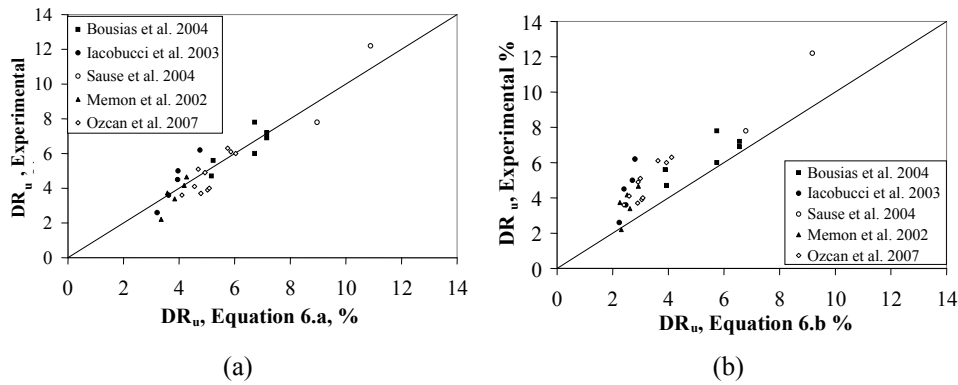 (a)
14
12
10
8
6
4
2
0
DRu , Experimental
Bousias et al. 2004
Iacobucci et al. 2003
Sause et al. 2004
Memon et al. 2002
Ozcan et al. 2007
0 2 4 6 8 10 12 14
DRu, Equation 6.a, %
(a)
(b)
14
12
10
8
6
4
2
0
DR u, Experimental %
Bousias et al. 2004
Iacobucci et al. 2003
Sause et al. 2004
Memon et al. 2002
Ozcan et al. 2007
0 2 4 6 8 10 12 14
DRu, Equation 6.b %
(b)